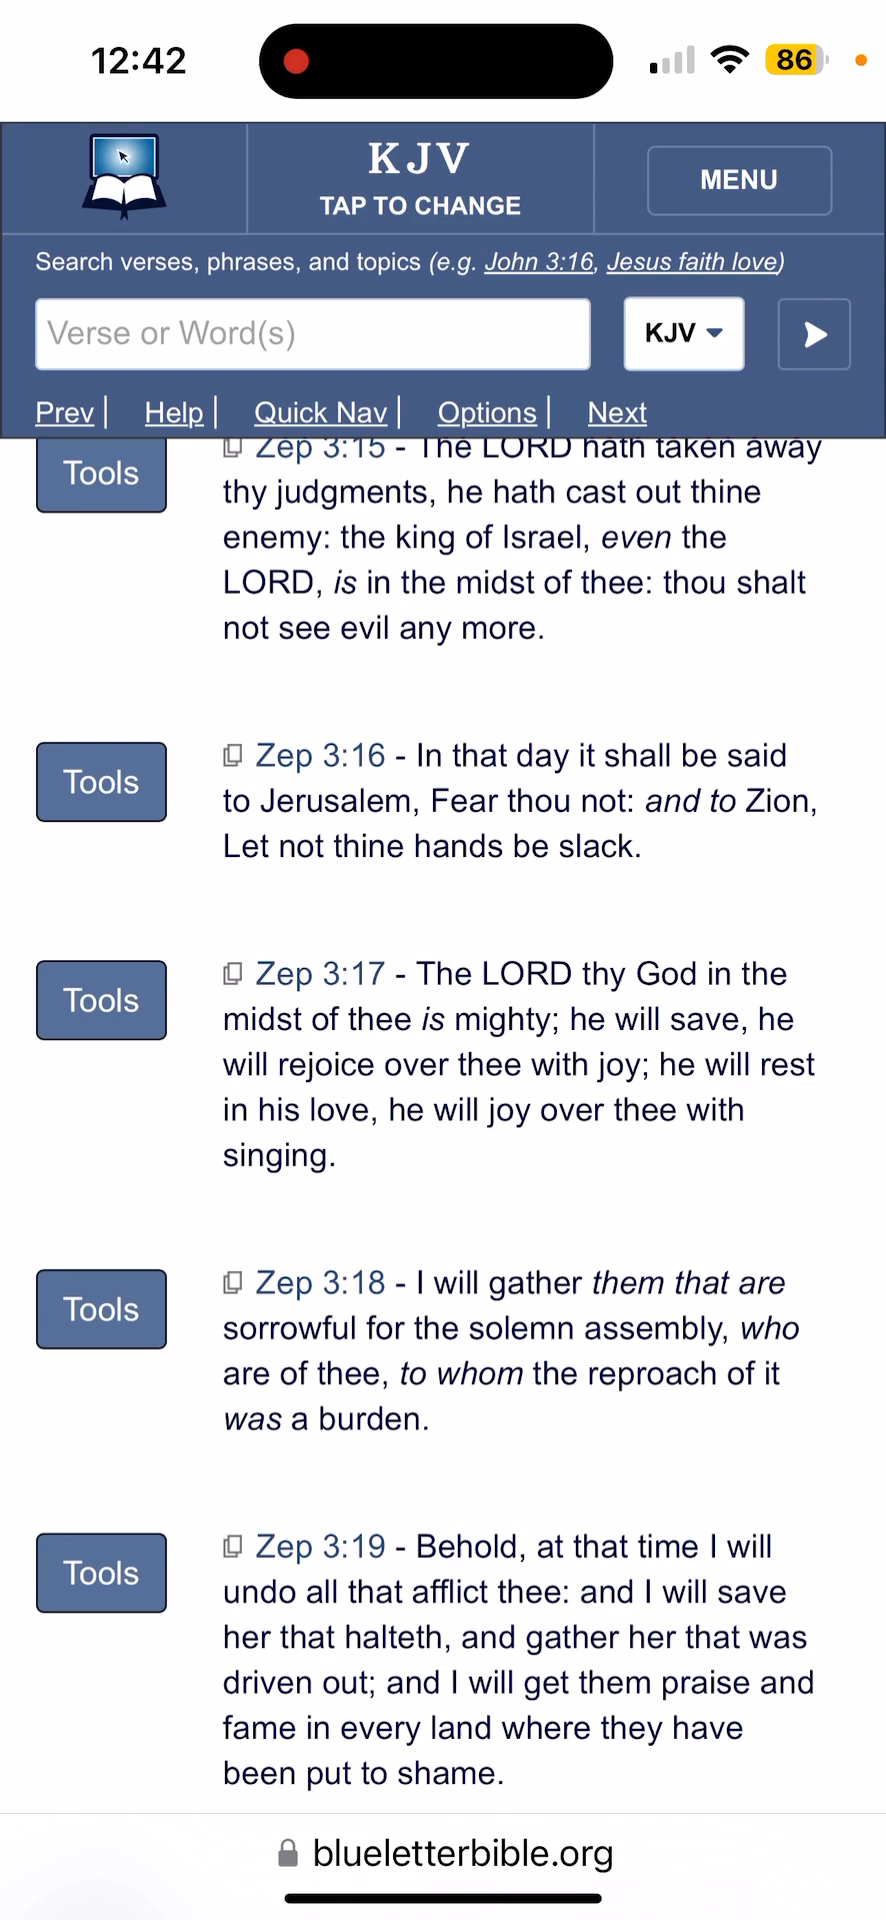 12:42
86
KJV
TAP TO CHANGE
MENU
Search verses, phrases, and topics (e.g. John 3:16, Jesus faith love)
Verse or Word(s)
KJV
Prev | Help | Quick Nav | Options | Next
Tools
Zep 3:15 - The LORD hath taken away
thy judgments, he hath cast out thine
enemy: the king of Israel, even the
LORD, is in the midst of thee: thou shalt
not see evil any more.
Tools
Zep 3:16 - In that day it shall be said
to Jerusalem, Fear thou not: and to Zion,
Let not thine hands be slack.
Tools
Zep 3:17 - The LORD thy God in the
midst of thee is mighty; he will save, he
will rejoice over thee with joy; he will rest
in his love, he will joy over thee with
singing.
Tools
Zep 3:18 - I will gather them that are
sorrowful for the solemn assembly, who
are of thee, to whom the reproach of it
was a burden.
Tools
Zep 3:19 - Behold, at that time I will
undo all that afflict thee: and I will save
her that halteth, and gather her that was
driven out; and I will get them praise and
fame in every land where they have
been put to shame.
blueletterbible.org